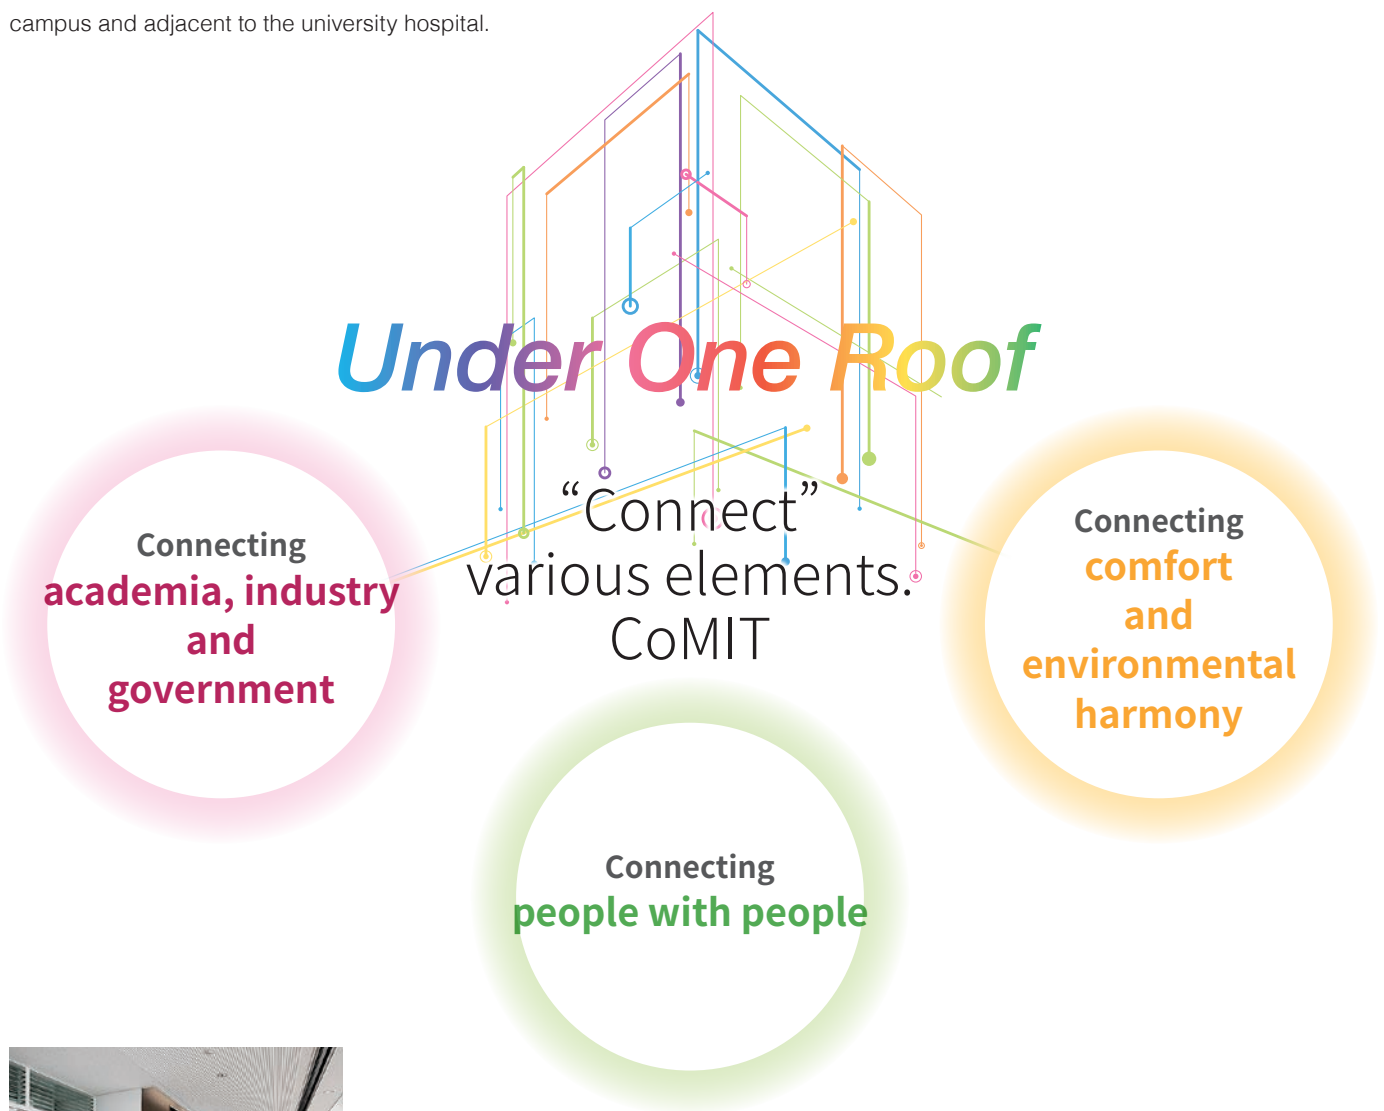 campus and adjacent to the university hospital.
Under One Roof
“Connect”
various elements.
CoMIT
Connecting
academia, industry
and
government
Connecting
comfort
and
environmental
harmony
Connecting
people with people